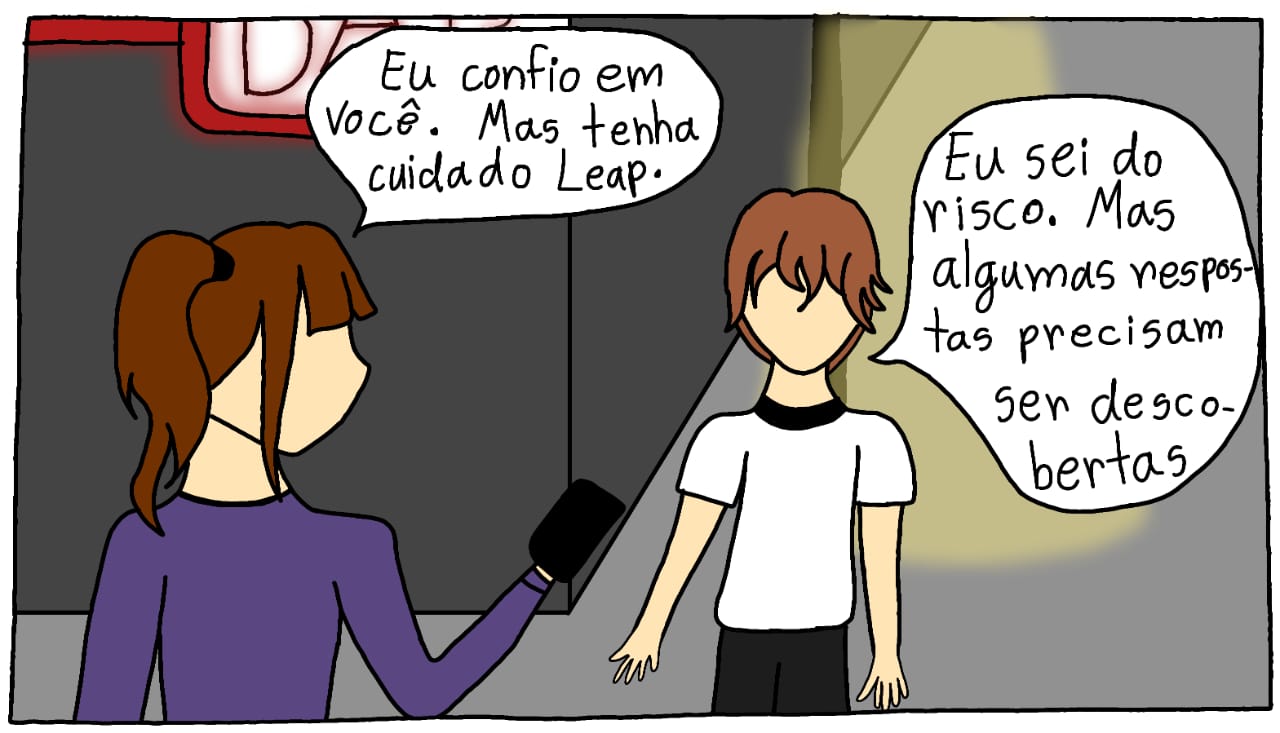 Eu confio em
você. Mas tenha
cuidado Leap.
Eu sei do
risco. Mas
algumas respos-
tas precisam
ser desco-
bertas